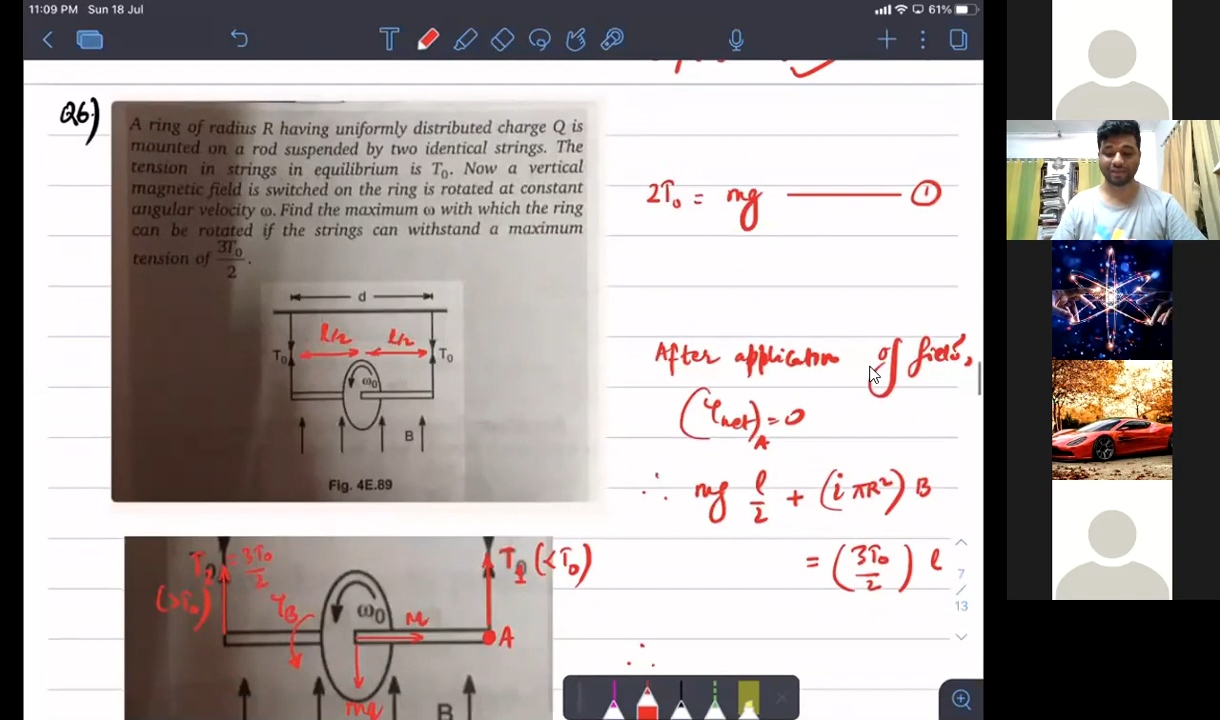 11:09 PM Sun 18 Jul
61%
T
Q6)
A ring of radius R having uniformly distributed charge Q is
mounted on a rod suspended by two identical strings. The
tension in strings in equilibrium is T₀. Now a vertical
magnetic field is switched on the ring is rotated at constant
angular velocity ω. Find the maximum ω with which the ring
can be rotated if the strings can withstand a maximum
tension of 3T₀/2.
d
l/2 l/2
T₀ T₀
ω₀
B
Fig. 4E.89
2T₀ = mg ——— ①
After application of field,
(τnet)A = 0
∴ mg l/2 + (i πR²) B
= (3T₀/2) l
∴
T₂ = 3T₀/2
(>T₀)
τB
ω₀
M
T₁ (<T₀)
A
mg
B
7
/
13